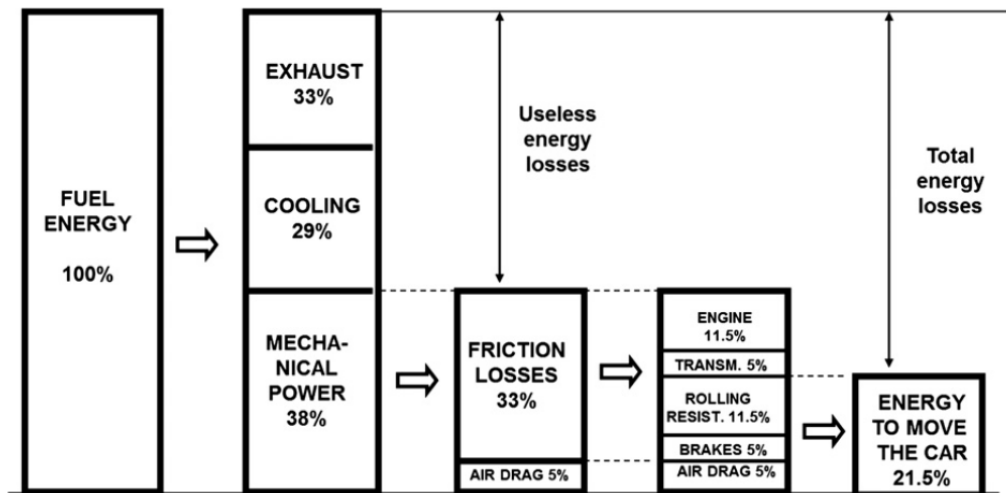 FUEL
ENERGY
100%
EXHAUST
33%
COOLING
29%
MECHA-
NICAL
POWER
38%
Useless
energy
losses
FRICTION
LOSSES
33%
AIR DRAG 5%
ENGINE
11.5%
TRANSM. 5%
ROLLING
RESIST. 11.5%
BRAKES 5%
AIR DRAG 5%
Total
energy
losses
ENERGY
TO MOVE
THE CAR
21.5%